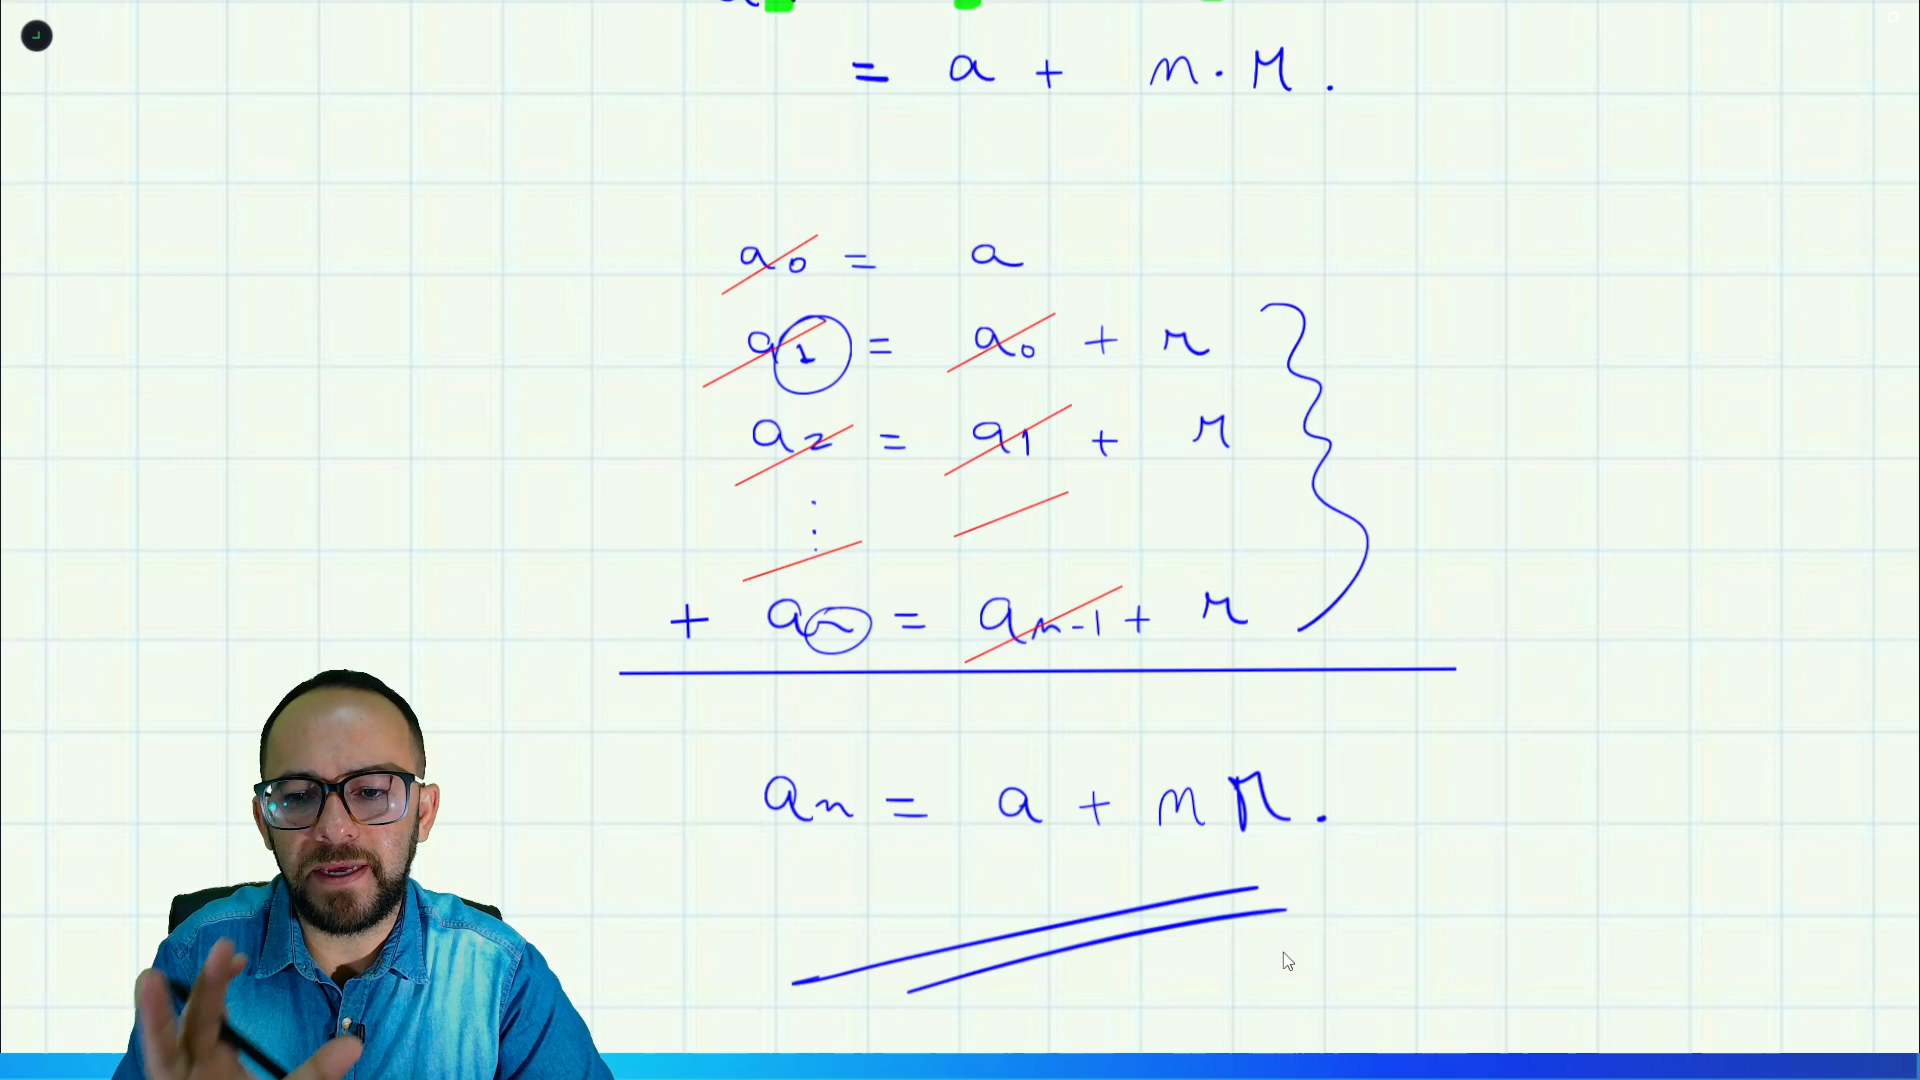 = a + n · r .
a₀ = a
a₁ = a₀ + r
a₂ = a₁ + r
⋮
+ aₙ = aₙ₋₁ + r
aₙ = a + n r .